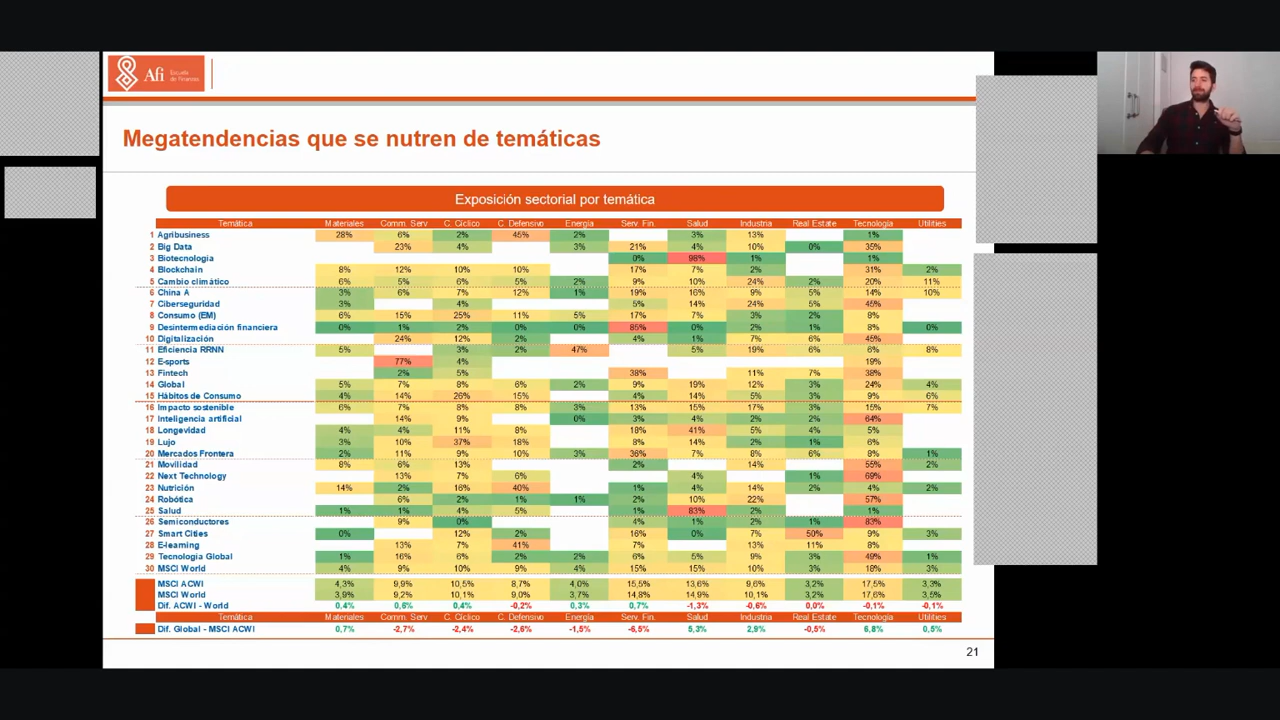 Afi Escuela de Finanzas
Megatendencias que se nutren de temáticas
Exposición sectorial por temática
Temática Materiales Comm. Serv C. Cíclico C. Defensivo Energía Serv. Fin. Salud Industria Real Estate Tecnología Utilities
1 Agribusiness 28% 6% 2% 45% 2% 3% 13% 1%
2 Big Data 23% 4% 3% 21% 4% 10% 0% 35%
3 Biotecnologia 0% 98% 1% 1%
4 Blockchain 8% 12% 10% 10% 17% 7% 2% 31% 2%
5 Cambio climático 6% 5% 6% 5% 2% 9% 10% 24% 2% 20% 11%
6 China A 3% 6% 7% 12% 1% 19% 16% 9% 5% 14% 10%
7 Ciberseguridad 3% 4% 5% 14% 24% 5% 45%
8 Consumo (EM) 6% 15% 25% 11% 5% 17% 7% 3% 2% 8%
9 Desintermediación financiera 0% 1% 2% 0% 0% 85% 0% 2% 1% 8% 0%
10 Digitalización 24% 12% 2% 4% 1% 7% 6% 45%
11 Eficiencia RRNN 5% 3% 2% 47% 5% 19% 6% 6% 8%
12 E-sports 77% 4% 19%
13 Fintech 2% 5% 38% 11% 7% 38%
14 Global 5% 7% 8% 6% 2% 9% 19% 12% 3% 24% 4%
15 Hábitos de Consumo 4% 14% 26% 15% 4% 14% 5% 3% 9% 6%
16 Impacto sostenible 6% 7% 8% 8% 3% 13% 15% 17% 3% 15% 7%
17 Inteligencia artificial 14% 9% 0% 3% 4% 2% 2% 64%
18 Longevidad 4% 4% 11% 8% 18% 41% 4% 5% 5%
19 Lujo 3% 10% 37% 18% 8% 14% 2% 1% 6%
20 Mercados Frontera 2% 11% 9% 10% 3% 36% 7% 8% 6% 8% 1%
21 Movilidad 8% 6% 13% 2% 14% 55% 2%
22 Next Technology 13% 7% 6% 4% 1% 69%
23 Nutrición 14% 2% 16% 40% 1% 4% 14% 2% 4% 2%
24 Robótica 6% 2% 1% 1% 2% 10% 22% 57%
25 Salud 1% 1% 4% 5% 1% 83% 2% 1%
26 Semiconductores 9% 0% 4% 1% 2% 1% 83%
27 Smart Cities 0% 12% 2% 16% 0% 7% 50% 9% 3%
28 E-learning 13% 7% 41% 7% 13% 11% 8%
29 Tecnología Global 1% 16% 6% 2% 2% 6% 5% 9% 3% 49% 1%
30 MSCI World 4% 9% 10% 9% 4% 15% 15% 10% 3% 18% 3%
MSCI ACWI 4,3% 9,9% 10,5% 8,7% 4,0% 15,5% 13,6% 9,6% 3,2% 17,5% 3,3%
MSCI World 3,9% 9,2% 10,1% 9,0% 3,7% 14,8% 14,9% 10,1% 3,2% 17,6% 3,5%
Dif. ACWI - World 0,4% 0,6% 0,4% -0,2% 0,3% 0,7% -1,3% -0,6% 0,0% -0,1% -0,1%
Temática Materiales Comm. Serv C. Cíclico C. Defensivo Energía Serv. Fin. Salud Industria Real Estate Tecnología Utilities
Dif. Global - MSCI ACWI 0,7% -2,7% -2,4% -2,6% -1,5% -6,5% 5,3% 2,9% -0,5% 6,8% 0,5%
21